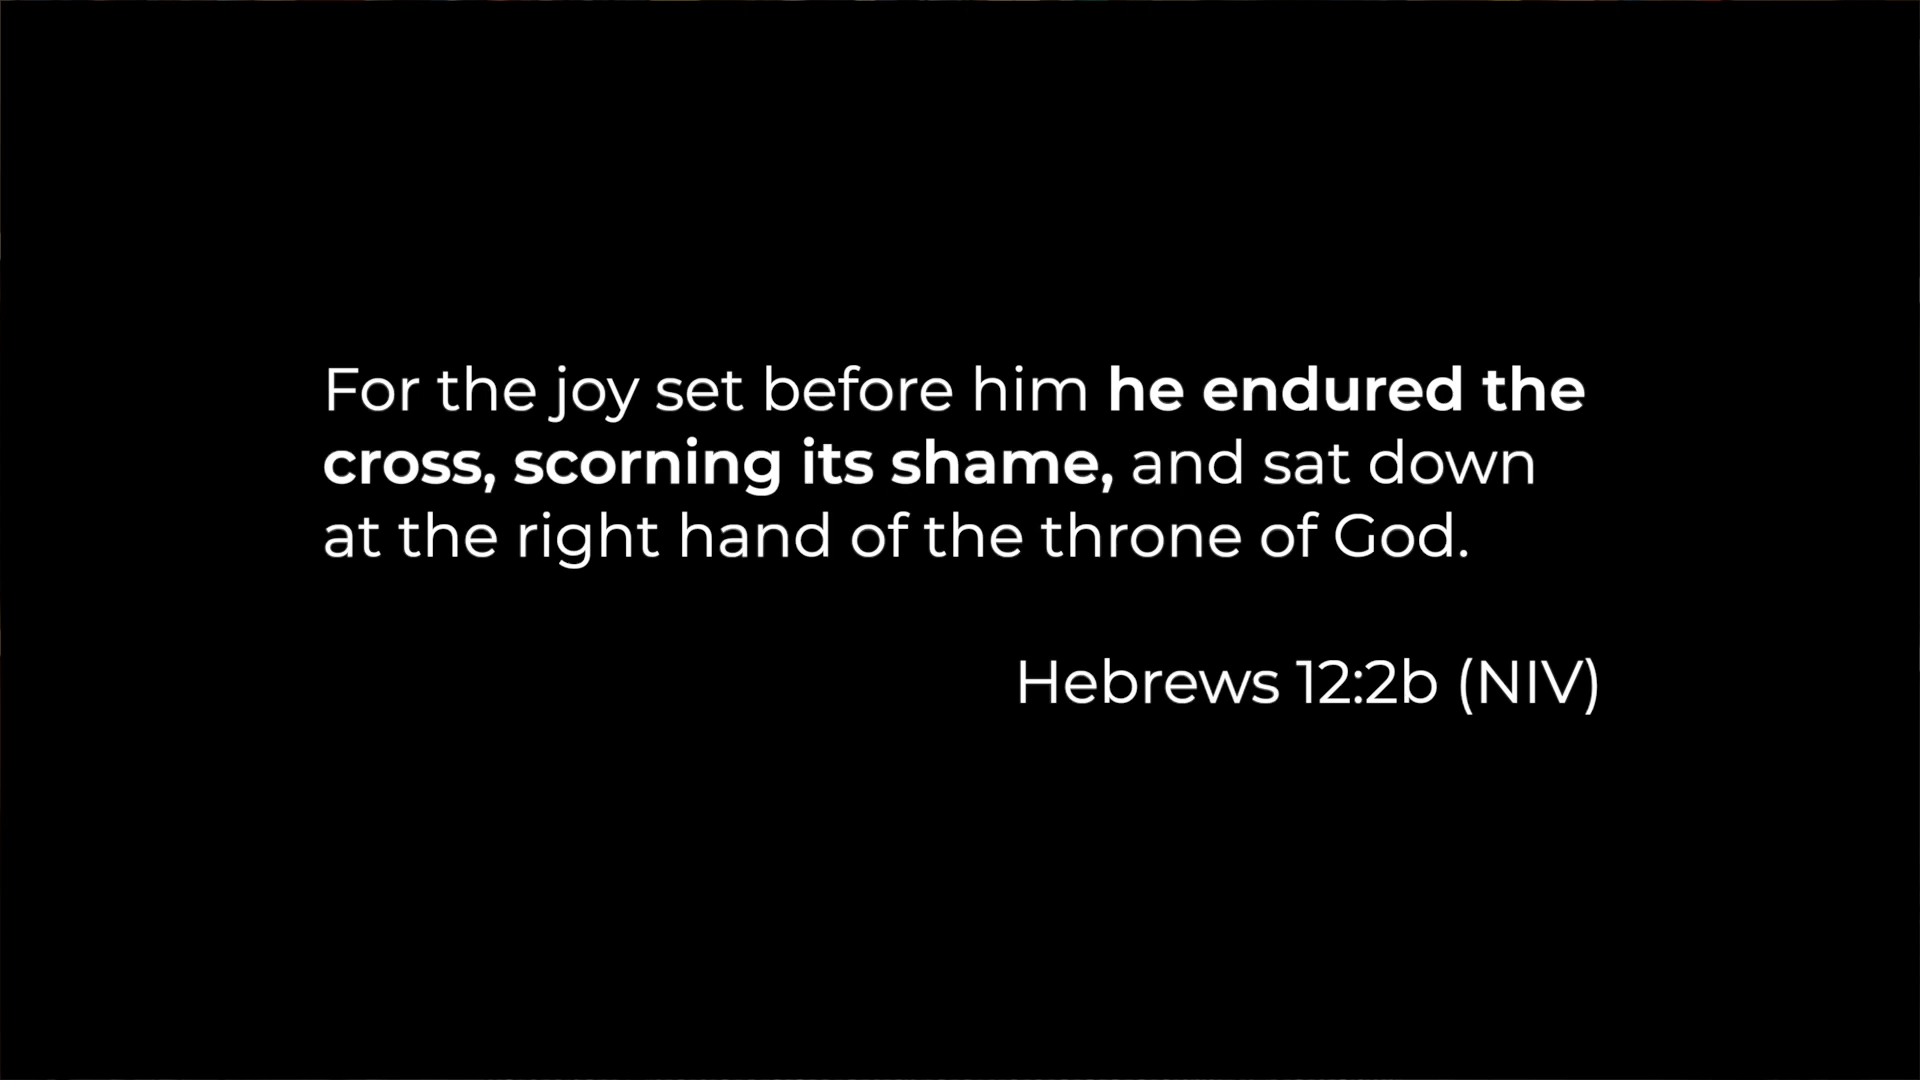 For the joy set before him he endured the
cross, scorning its shame, and sat down
at the right hand of the throne of God.
Hebrews 12:2b (NIV)